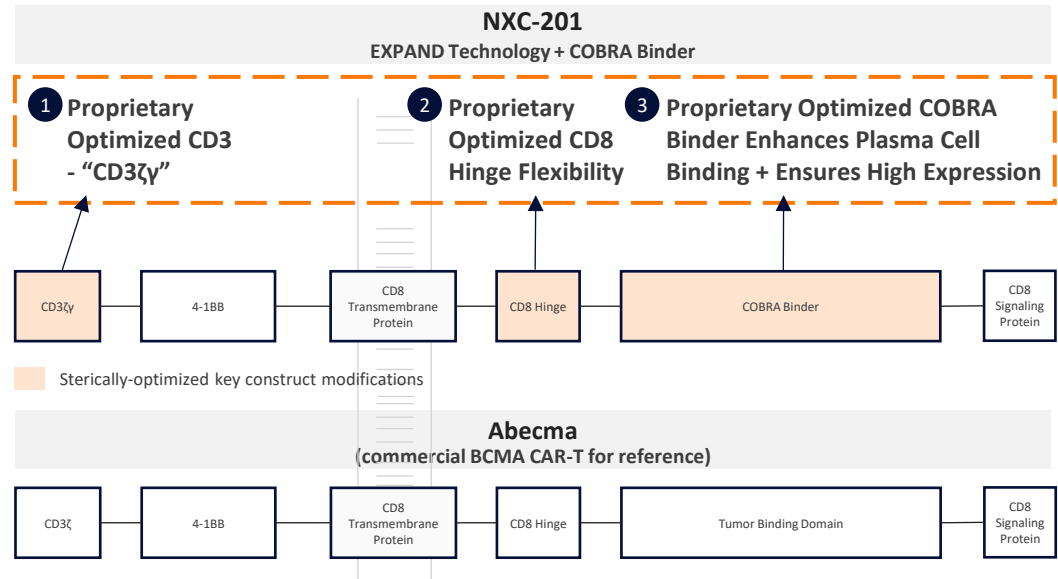 NXC-201
EXPAND Technology + COBRA Binder
1 Proprietary
Optimized CD3
- “CD3ζγ”
2 Proprietary
Optimized CD8
Hinge Flexibility
3 Proprietary Optimized COBRA
Binder Enhances Plasma Cell
Binding + Ensures High Expression
CD3ζγ
4-1BB
CD8
Transmembrane
Protein
CD8 Hinge
COBRA Binder
CD8
Signaling
Protein
Sterically-optimized key construct modifications
Abecma
(commercial BCMA CAR-T for reference)
CD3ζ
4-1BB
CD8
Transmembrane
Protein
CD8 Hinge
Tumor Binding Domain
CD8
Signaling
Protein